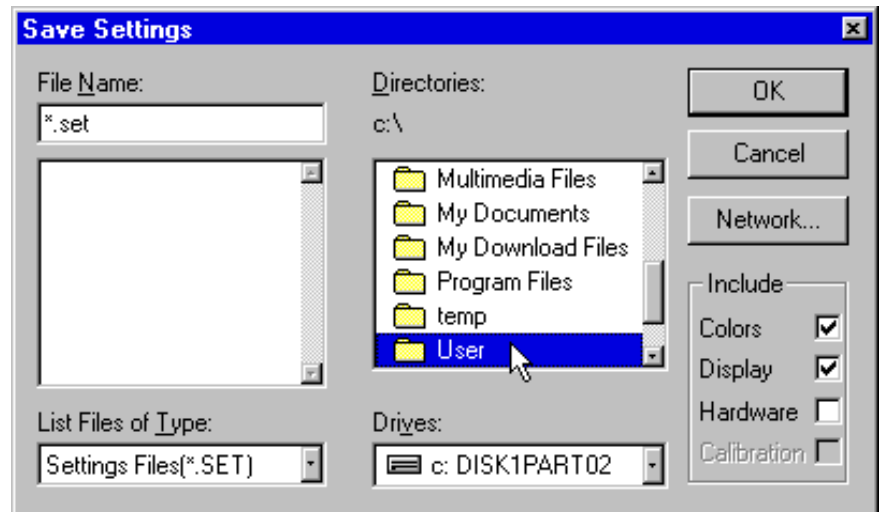 Save Settings
File Name:
*.set
Directories:
c:\
Multimedia Files
My Documents
My Download Files
Program Files
temp
User
OK
Cancel
Network...
Include
Colors
Display
Hardware
Calibration
List Files of Type:
Settings Files(*.SET)
Drives:
c: DISK1PART02